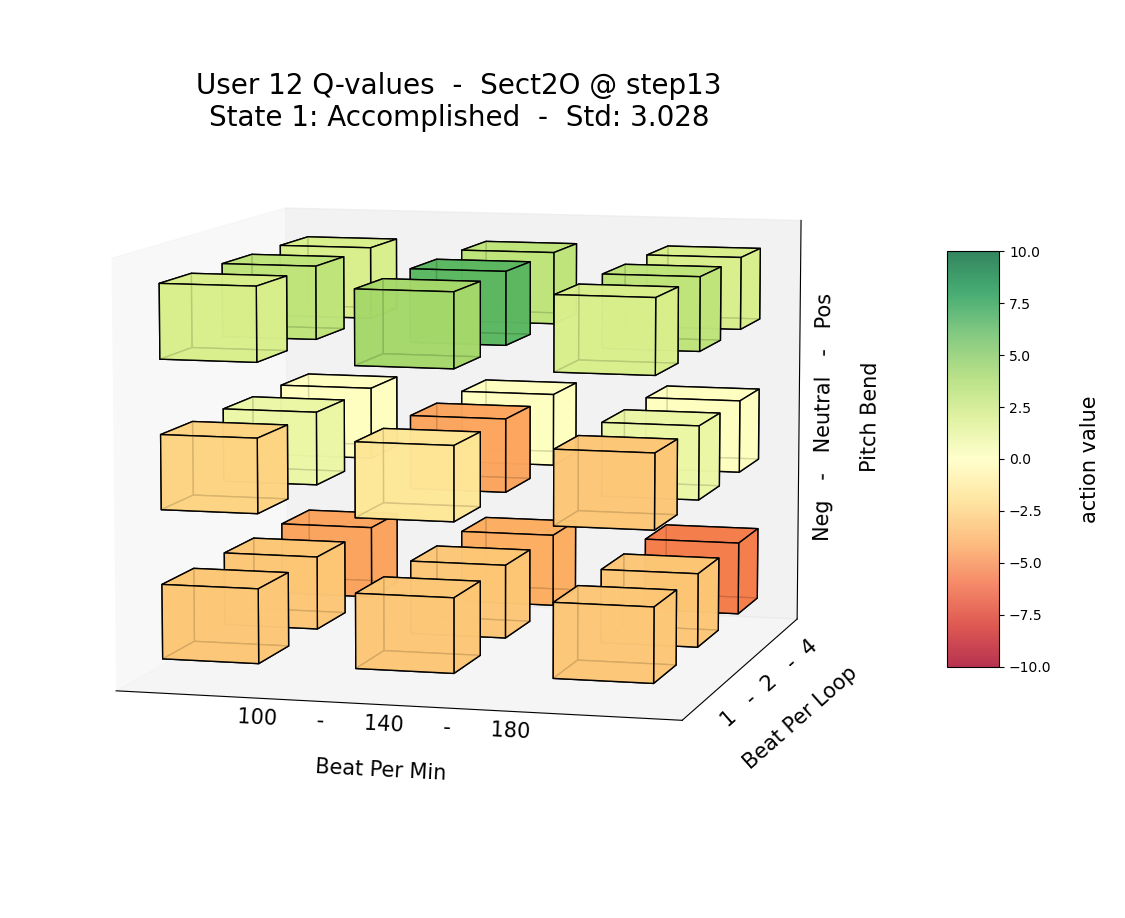 User 12 Q-values  -  Sect2O @ step13
State 1: Accomplished  -  Std: 3.028
Neg  -  Neutral  -  Pos
Pitch Bend
100  -  140  -  180
Beat Per Min
1  -  2  -  4
Beat Per Loop
10.0
7.5
5.0
2.5
0.0
−2.5
−5.0
−7.5
−10.0
action value